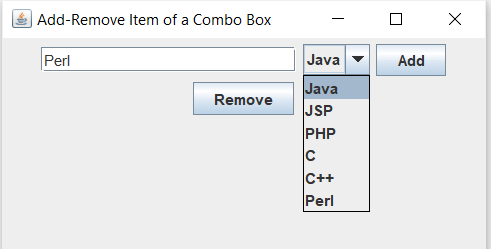 Add-Remove Item of a Combo Box
Perl Java Add
Remove
Java
JSP
PHP
C
C++
Perl